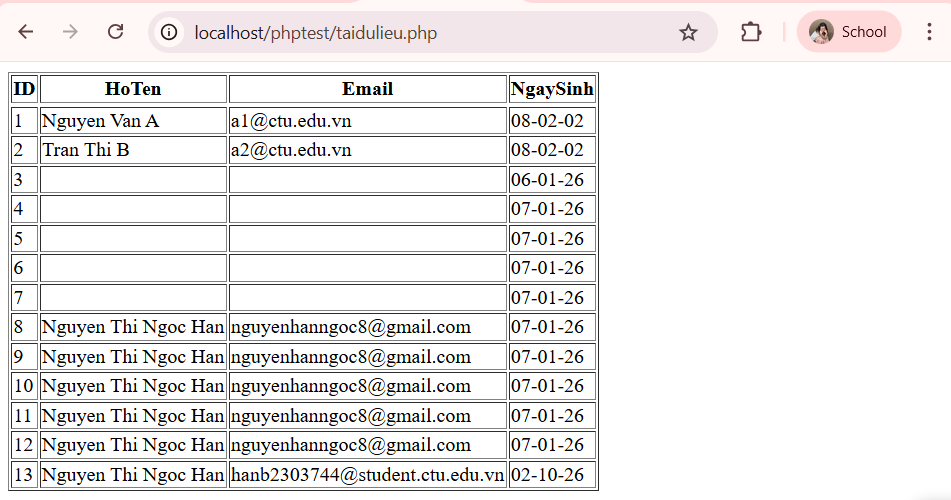 localhost/phptest/taidulieu.php School
ID HoTen Email NgaySinh
1 Nguyen Van A a1@ctu.edu.vn 08-02-02
2 Tran Thi B a2@ctu.edu.vn 08-02-02
3 06-01-26
4 07-01-26
5 07-01-26
6 07-01-26
7 07-01-26
8 Nguyen Thi Ngoc Han nguyenhanngoc8@gmail.com 07-01-26
9 Nguyen Thi Ngoc Han nguyenhanngoc8@gmail.com 07-01-26
10 Nguyen Thi Ngoc Han nguyenhanngoc8@gmail.com 07-01-26
11 Nguyen Thi Ngoc Han nguyenhanngoc8@gmail.com 07-01-26
12 Nguyen Thi Ngoc Han nguyenhanngoc8@gmail.com 07-01-26
13 Nguyen Thi Ngoc Han hanb2303744@student.ctu.edu.vn 02-10-26